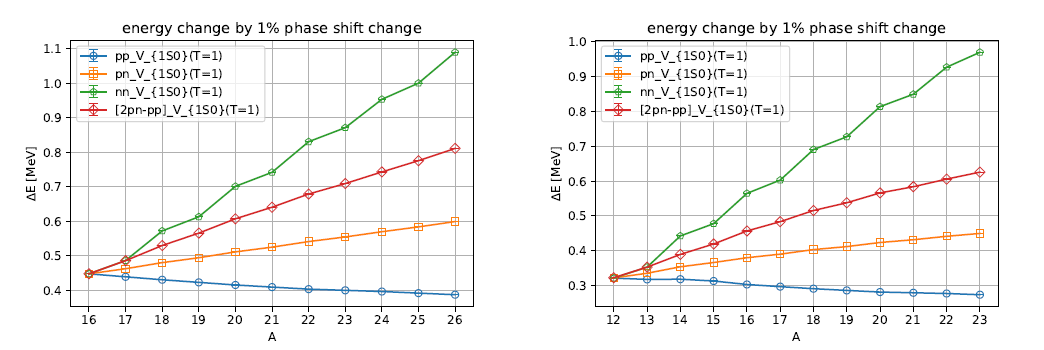 energy change by 1% phase shift change
ΔE [MeV]
1.1
1.0
0.9
0.8
0.7
0.6
0.5
0.4
pp_V_{1S0}(T=1)
pn_V_{1S0}(T=1)
nn_V_{1S0}(T=1)
[2pn-pp]_V_{1S0}(T=1)
16 17 18 19 20 21 22 23 24 25 26
A
energy change by 1% phase shift change
ΔE [MeV]
1.0
0.9
0.8
0.7
0.6
0.5
0.4
0.3
pp_V_{1S0}(T=1)
pn_V_{1S0}(T=1)
nn_V_{1S0}(T=1)
[2pn-pp]_V_{1S0}(T=1)
12 13 14 15 16 17 18 19 20 21 22 23
A